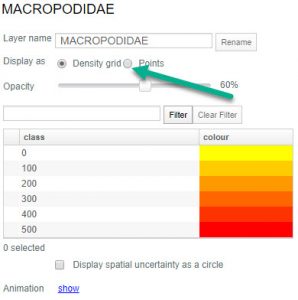 MACROPODIDAE
Layer name MACROPODIDAE Rename
Display as Density grid Points
Opacity 60%
Filter Clear Filter
class colour
0
100
200
300
400
500
0 selected
Display spatial uncertainty as a circle
Animation show